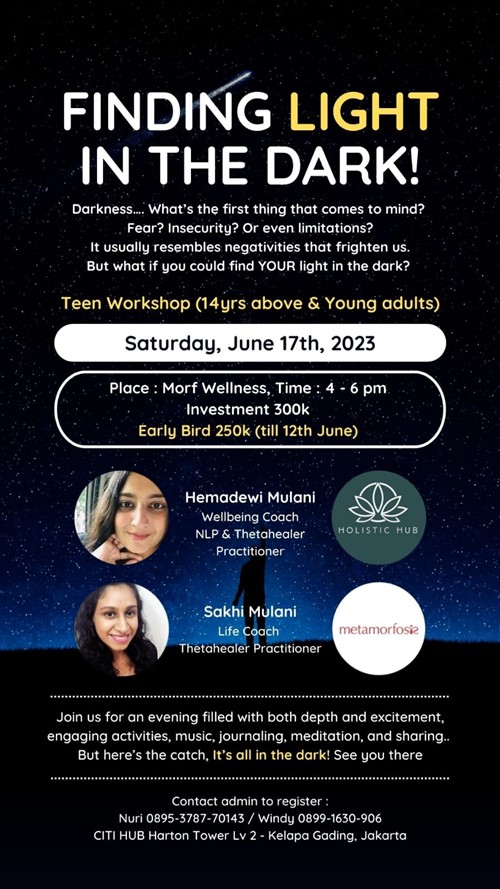 FINDING LIGHT
IN THE DARK!
Darkness.... What's the first thing that comes to mind?
Fear? Insecurity? Or even limitations?
It usually resembles negativities that frighten us.
But what if you could find YOUR light in the dark?
Teen Workshop (14yrs above & Young adults)
Saturday, June 17th, 2023
Place : Morf Wellness, Time : 4 - 6 pm
Investment 300k
Early Bird 250k (till 12th June)
Hemadewi Mulani
Wellbeing Coach
NLP & Thetahealer
Practitioner
HOLISTIC HUB
Sakhi Mulani
Life Coach
Thetahealer Practitioner
metamorfosis
Join us for an evening filled with both depth and excitement,
engaging activities, music, journaling, meditation, and sharing..
But here's the catch, It's all in the dark! See you there
Contact admin to register :
Nuri 0895-3787-70143 / Windy 0899-1630-906
CITI HUB Harton Tower Lv 2 - Kelapa Gading, Jakarta